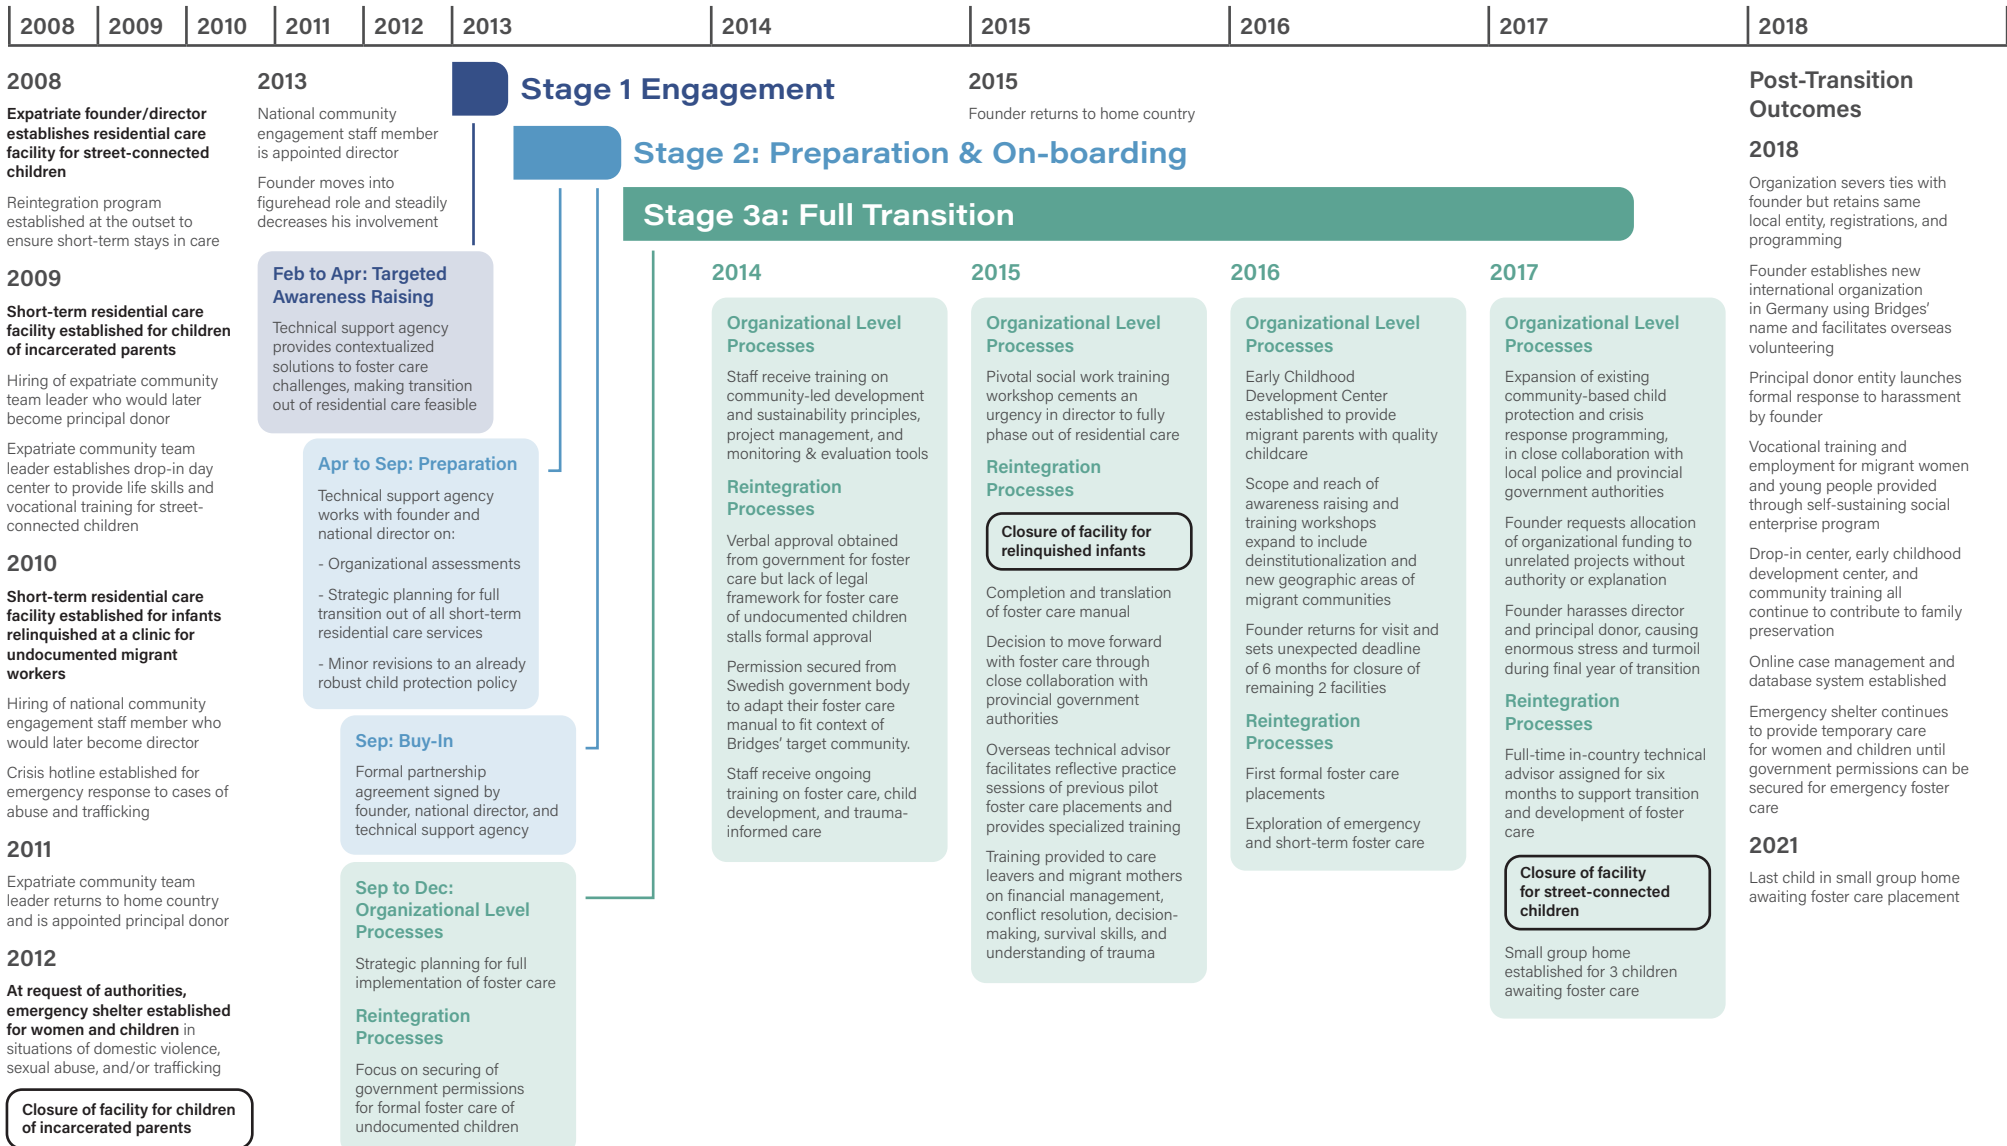 2008
2009
2010
2011
2012
2013
2014
2015
2016
2017
2018
2008
Expatriate founder/director
establishes residential care
facility for street-connected
children
Reintegration program
established at the outset to
ensure short-term stays in care
2009
Short-term residential care
facility established for children
of incarcerated parents
Hiring of expatriate community
team leader who would later
become principal donor
Expatriate community team
leader establishes drop-in day
center to provide life skills and
vocational training for street-
connected children
2010
Short-term residential care
facility established for infants
relinquished at a clinic for
undocumented migrant
workers
Hiring of national community
engagement staff member who
would later become director
Crisis hotline established for
emergency response to cases of
abuse and trafficking
2011
Expatriate community team
leader returns to home country
and is appointed principal donor
2012
At request of authorities,
emergency shelter established
for women and children in
situations of domestic violence,
sexual abuse, and/or trafficking
Closure of facility for children
of incarcerated parents
2013
National community
engagement staff member
is appointed director
Founder moves into
figurehead role and steadily
decreases his involvement
Stage 1 Engagement
Feb to Apr: Targeted
Awareness Raising
Technical support agency
provides contextualized
solutions to foster care
challenges, making transition
out of residential care feasible
Stage 2: Preparation & On-boarding
Apr to Sep: Preparation
Technical support agency
works with founder and
national director on:
- Organizational assessments
- Strategic planning for full
transition out of all short-term
residential care services
- Minor revisions to an already
robust child protection policy
Sep: Buy-In
Formal partnership
agreement signed by
founder, national director, and
technical support agency
Stage 3a: Full Transition
Sep to Dec:
Organizational Level
Processes
Strategic planning for full
implementation of foster care
Reintegration
Processes
Focus on securing of
government permissions
for formal foster care of
undocumented children
2014
Organizational Level
Processes
Staff receive training on
community-led development
and sustainability principles,
project management, and
monitoring & evaluation tools
Reintegration
Processes
Verbal approval obtained
from government for foster
care but lack of legal
framework for foster care
of undocumented children
stalls formal approval
Permission secured from
Swedish government body
to adapt their foster care
manual to fit context of
Bridges' target community.
Staff receive ongoing
training on foster care, child
development, and trauma-
informed care
2015
Founder returns to home country
2015
Organizational Level
Processes
Pivotal social work training
workshop cements an
urgency in director to fully
phase out of residential care
Reintegration
Processes
Closure of facility for
relinquished infants
Completion and translation
of foster care manual
Decision to move forward
with foster care through
close collaboration with
provincial government
authorities
Overseas technical advisor
facilitates reflective practice
sessions of previous pilot
foster care placements and
provides specialized training
Training provided to care
leavers and migrant mothers
on financial management,
conflict resolution, decision-
making, survival skills, and
understanding of trauma
2016
Organizational Level
Processes
Early Childhood
Development Center
established to provide
migrant parents with quality
childcare
Scope and reach of
awareness raising and
training workshops
expand to include
deinstitutionalization and
new geographic areas of
migrant communities
Founder returns for visit and
sets unexpected deadline
of 6 months for closure of
remaining 2 facilities
Reintegration
Processes
First formal foster care
placements
Exploration of emergency
and short-term foster care
2017
Organizational Level
Processes
Expansion of existing
community-based child
protection and crisis
response programming,
in close collaboration with
local police and provincial
government authorities
Founder requests allocation
of organizational funding to
unrelated projects without
authority or explanation
Founder harasses director
and principal donor, causing
enormous stress and turmoil
during final year of transition
Reintegration
Processes
Full-time in-country technical
advisor assigned for six
months to support transition
and development of foster
care
Closure of facility
for street-connected
children
Small group home
established for 3 children
awaiting foster care
Post-Transition
Outcomes
2018
Organization severs ties with
founder but retains same
local entity, registrations, and
programming
Founder establishes new
international organization
in Germany using Bridges'
name and facilitates overseas
volunteering
Principal donor entity launches
formal response to harassment
by founder
Vocational training and
employment for migrant women
and young people provided
through self-sustaining social
enterprise program
Drop-in center, early childhood
development center, and
community training all
continue to contribute to family
preservation
Online case management and
database system established
Emergency shelter continues
to provide temporary care
for women and children until
government permissions can be
secured for emergency foster
care
2021
Last child in small group home
awaiting foster care placement